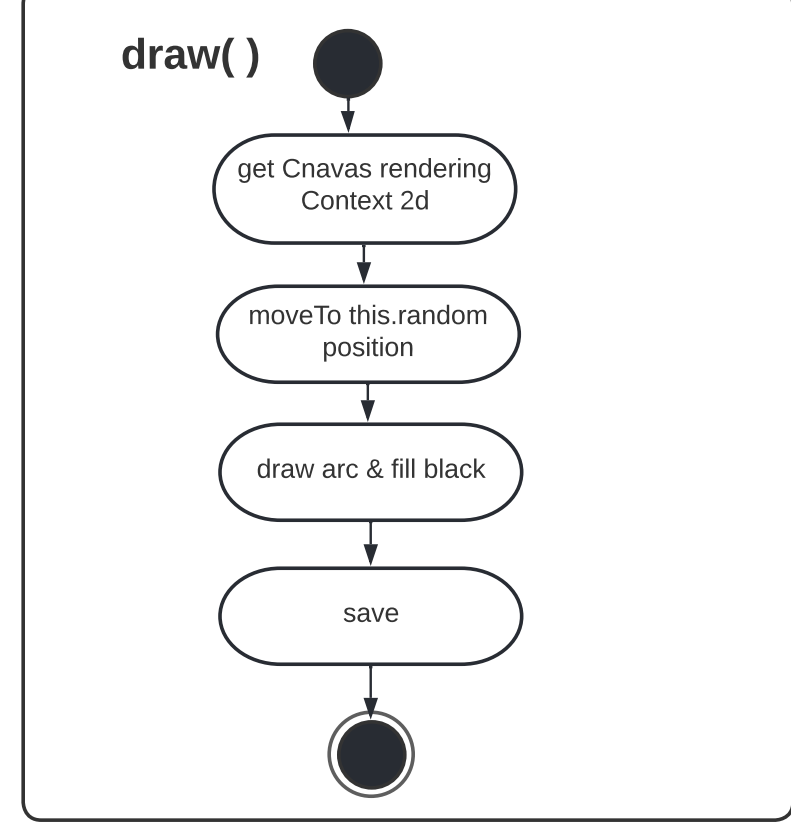 draw( )
get Cnavas rendering
Context 2d
moveTo this.random
position
draw arc & fill black
save